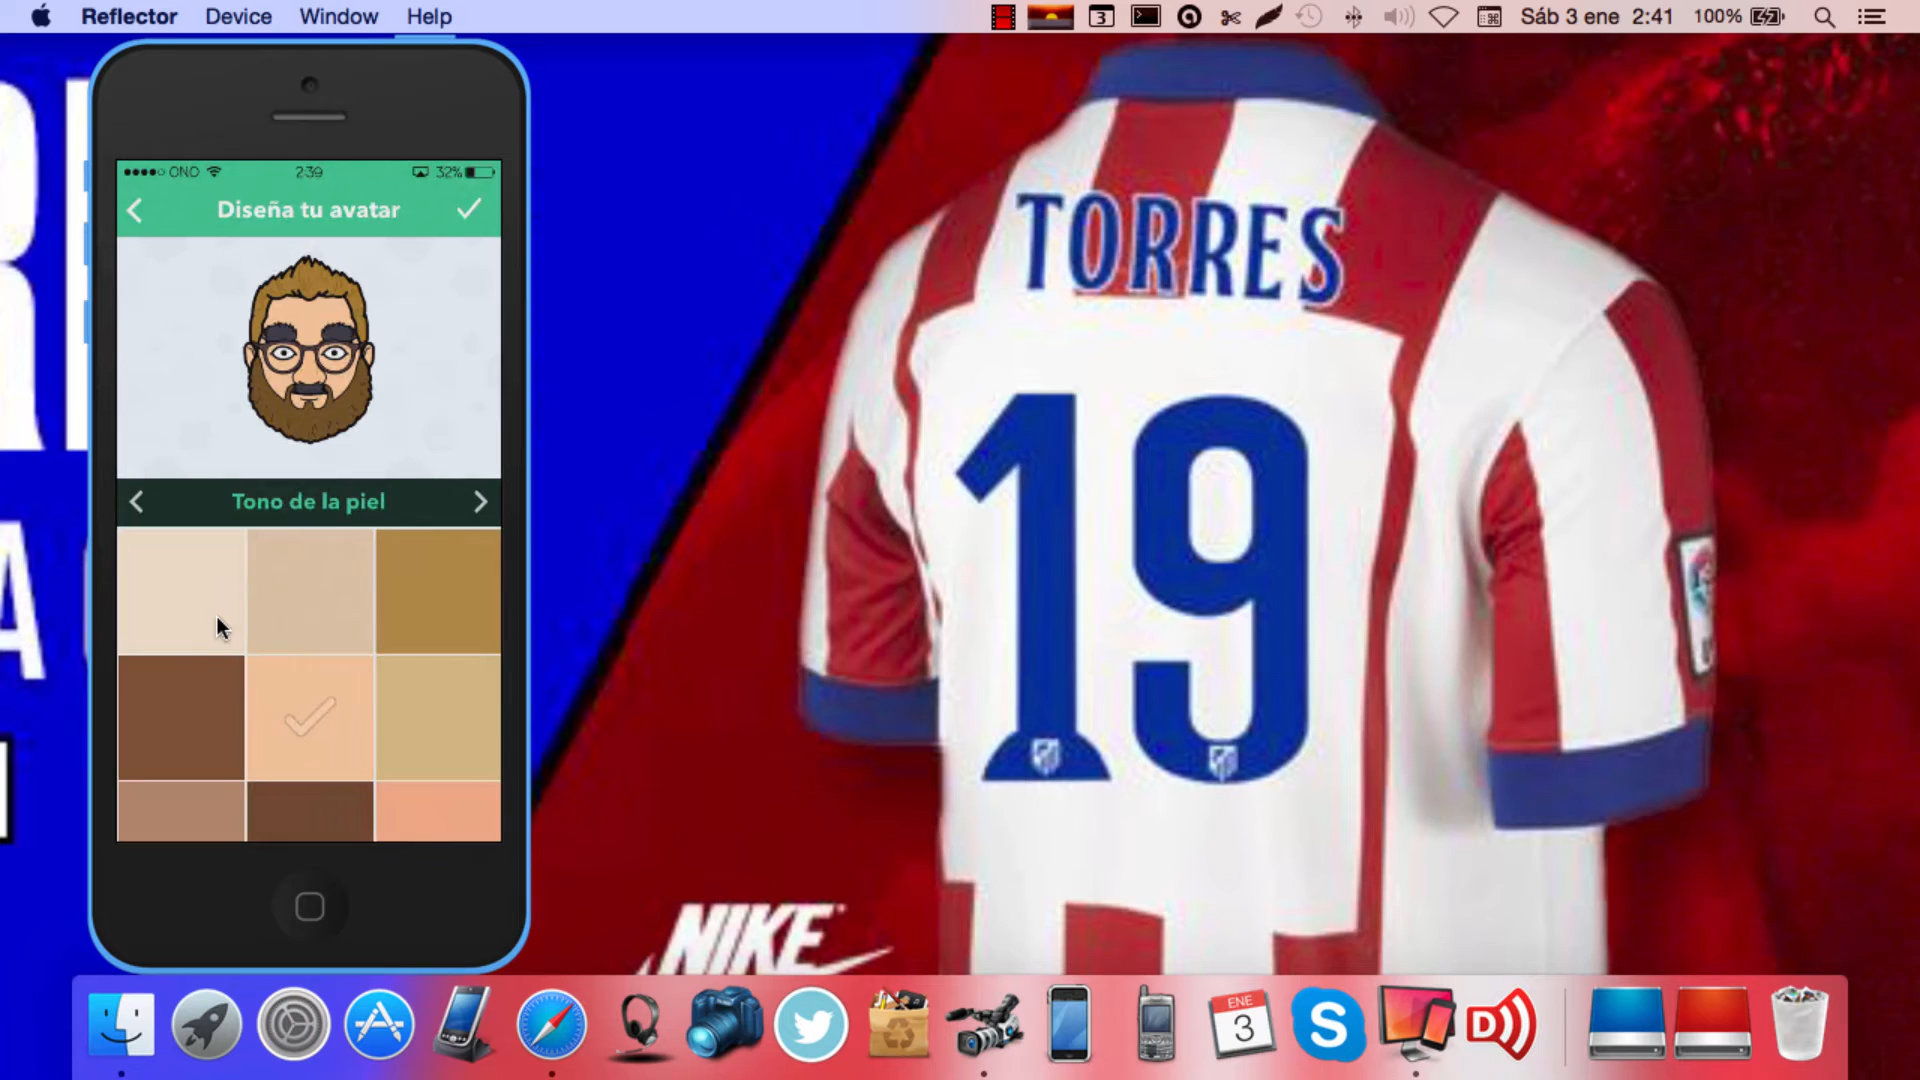 Reflector Device Window Help
3
Sáb 3 ene 2:41 100%
ONO 2:39 32%
Diseña tu avatar
Tono de la piel
TORRES
19
NIKE
ENE
3
S
D